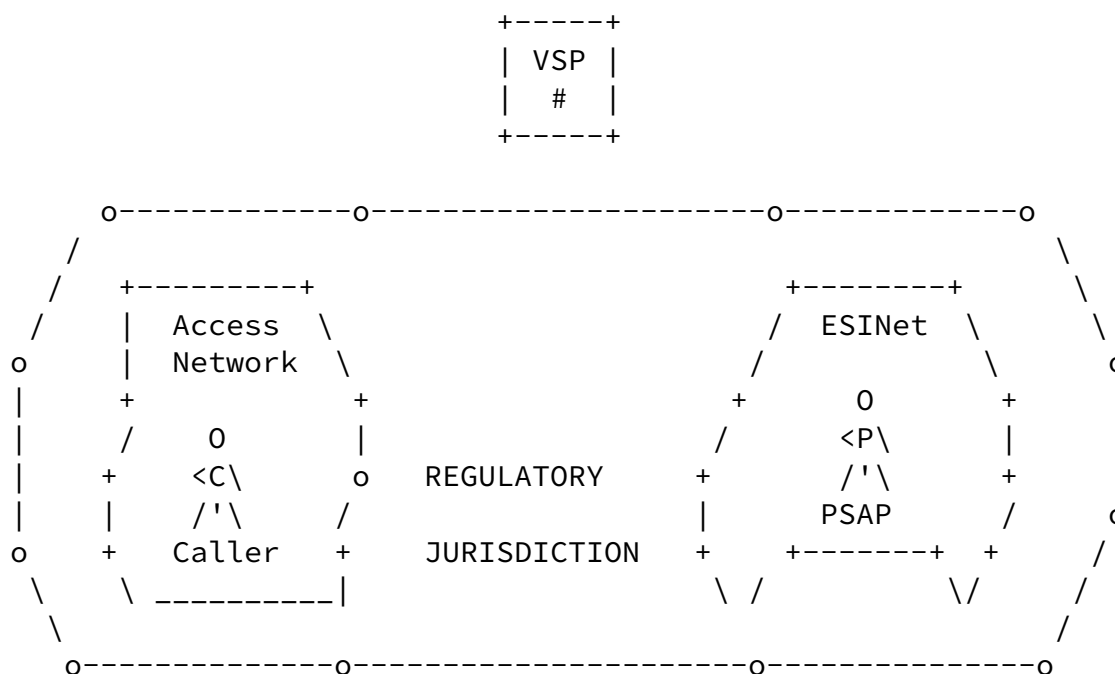 VSP
#
Access
ESINet
Network
O
O
<P\
<C\
REGULATORY
/'\
/'\
PSAP
Caller
JURISDICTION